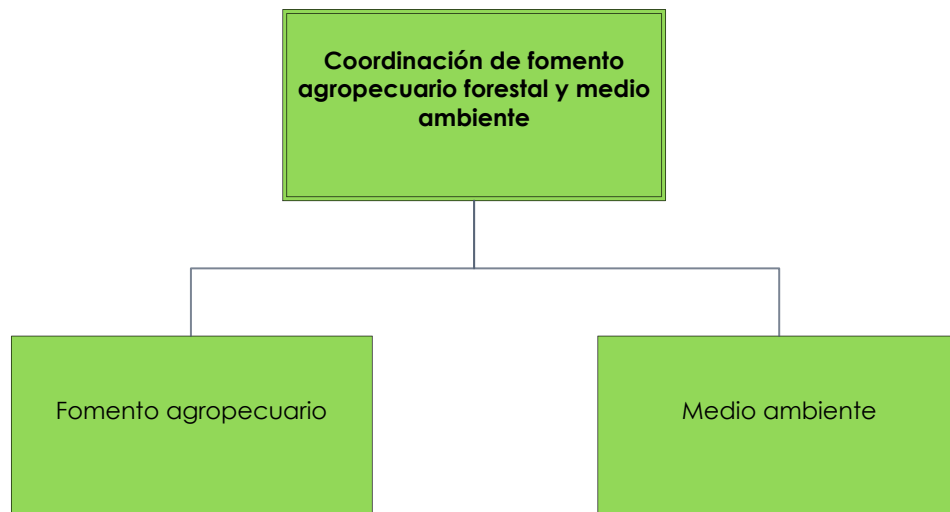 Coordinación de fomento
agropecuario forestal y medio
ambiente
Fomento agropecuario
Medio ambiente